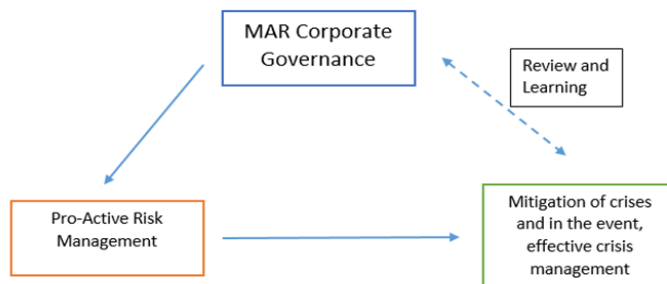 MAR Corporate
Governance
Review and
Learning
Pro-Active Risk
Management
Mitigation of crises
and in the event,
effective crisis
management